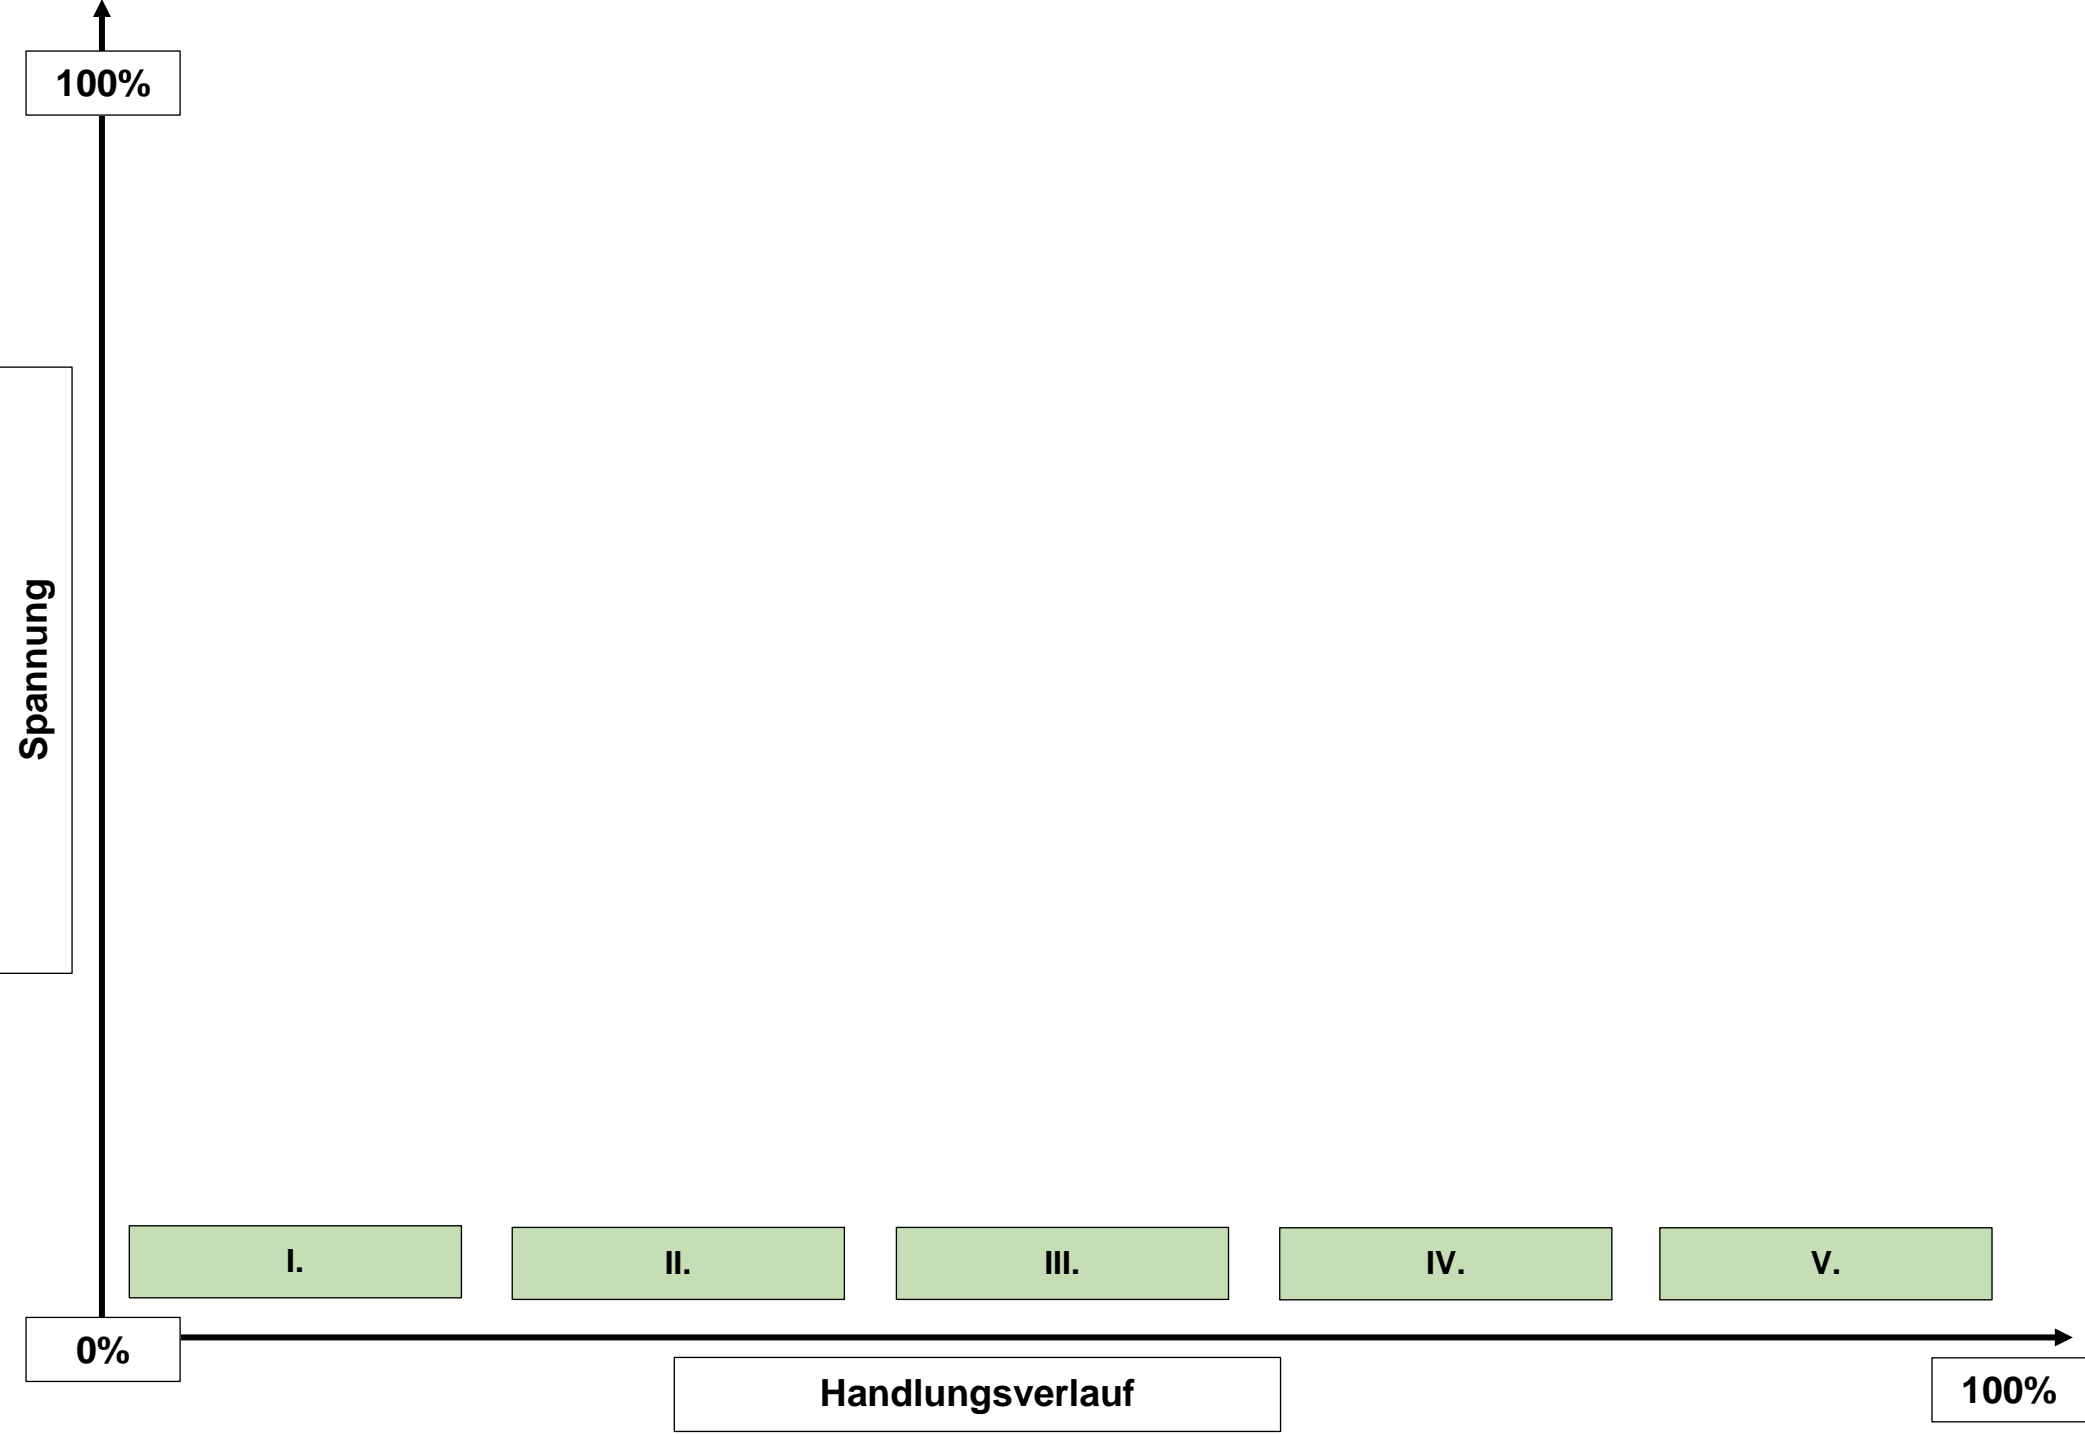 100%
Spannung
I.
II.
III.
IV.
V.
0%
Handlungsverlauf
100%